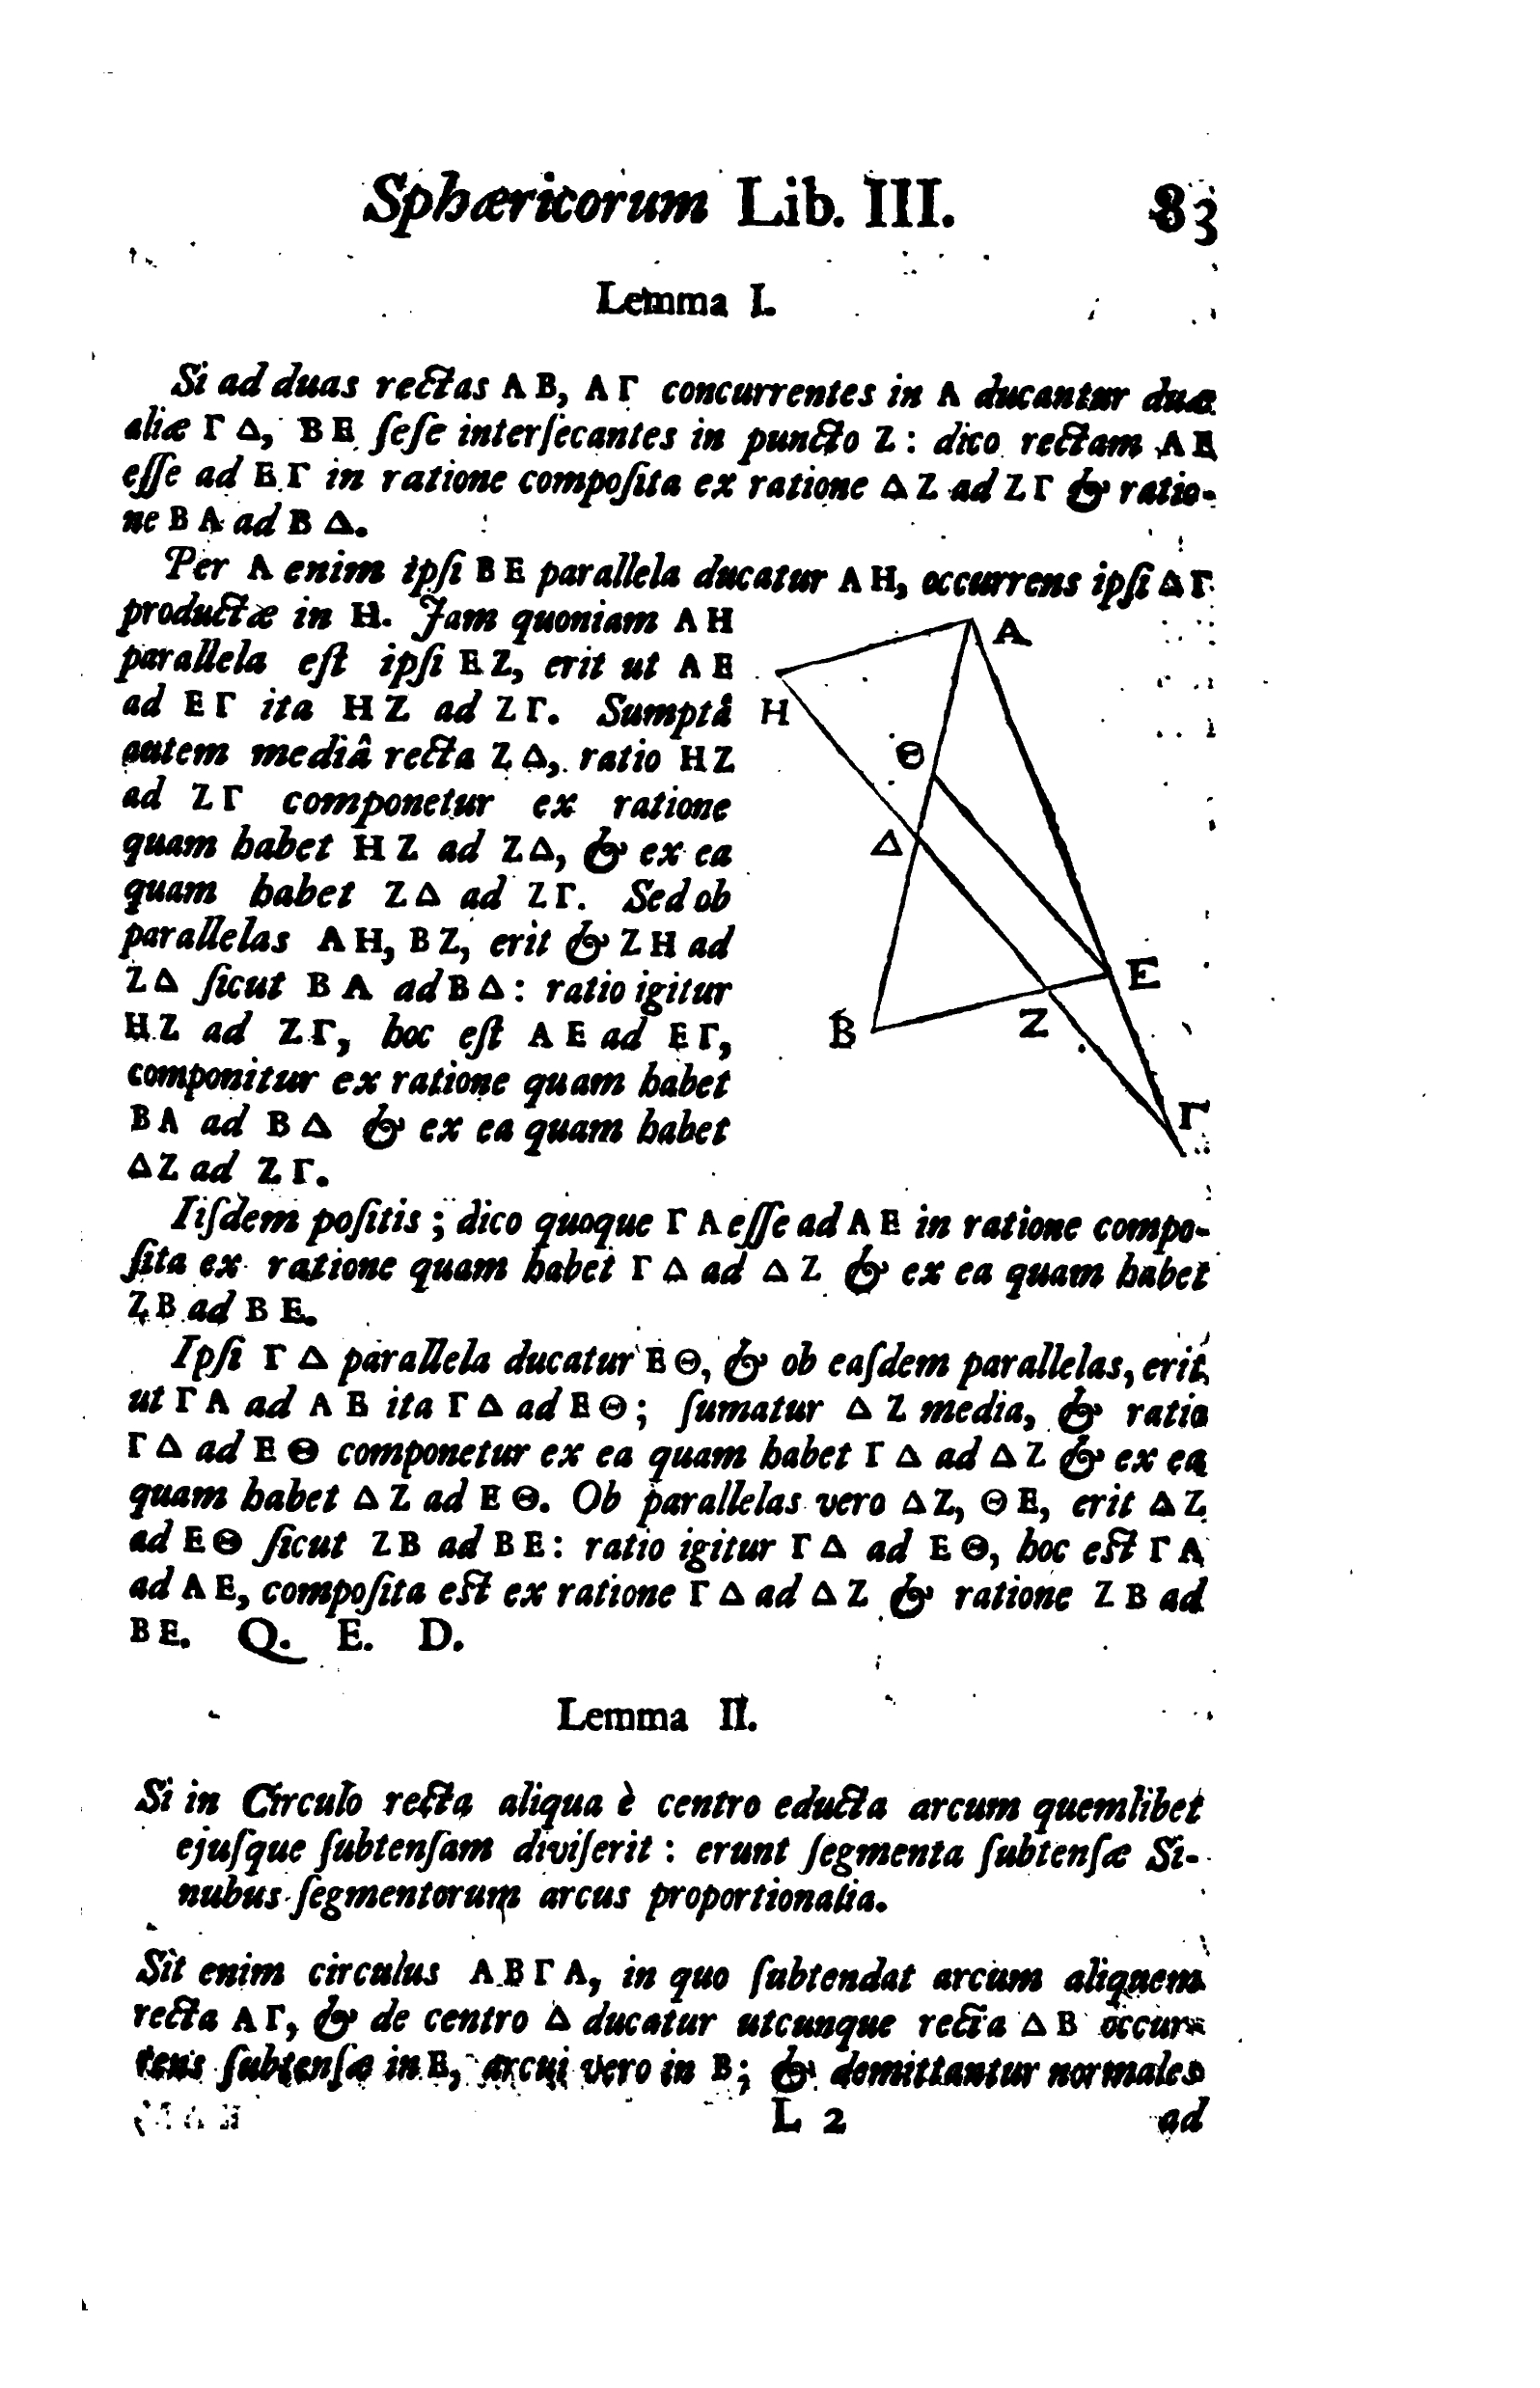 Sphæricorum Lib. III. 83
Lemma I.
Si ad duas rectas Α Β, Α Γ concurrentes in Α ducantur duæ
aliæ Γ Δ, Β Ε ſeſe interſecantes in puncto Ζ : dico rectam Α Ε
eſſe ad Ε Γ in ratione compoſita ex ratione Δ Ζ ad Ζ Γ & ratio-
ne Β Α ad Β Δ.
Per Α enim ipſi Β Ε parallela ducatur Α Η, occurrens ipſi Δ Γ
productæ in Η. Jam quoniam Α Η
parallela eſt ipſi Ε Ζ, erit ut Α Ε
ad Ε Γ ita Η Ζ ad Ζ Γ. Sumptâ
autem mediâ recta Ζ Δ, ratio Η Ζ
ad Ζ Γ componetur ex ratione
quam habet Η Ζ ad Ζ Δ, & ex ea
quam habet Ζ Δ ad Ζ Γ. Sed ob
parallelas Α Η, Β Ζ, erit & Ζ Η ad
Ζ Δ ſicut Β Α ad Β Δ : ratio igitur
Η Ζ ad Ζ Γ, hoc eſt Α Ε ad Ε Γ,
componitur ex ratione quam habet
Β Α ad Β Δ & ex ea quam habet
Δ Ζ ad Ζ Γ.
Α
Η
Θ
Δ
Ε
Β
Ζ
Γ
Iiſdem poſitis ; dico quoque Γ Α eſſe ad Α Ε in ratione compo-
ſita ex ratione quam habet Γ Δ ad Δ Ζ & ex ea quam habet
Ζ Β ad Β Ε.
Ipſi Γ Δ parallela ducatur Ε Θ, & ob eaſdem parallelas, erit
ut Γ Α ad Α Ε ita Γ Δ ad Ε Θ ; ſumatur Δ Ζ media, & ratio
Γ Δ ad Ε Θ componetur ex ea quam habet Γ Δ ad Δ Ζ & ex ea
quam habet Δ Ζ ad Ε Θ. Ob parallelas vero Δ Ζ, Θ Ε, erit Δ Ζ
ad Ε Θ ſicut Ζ Β ad Β Ε : ratio igitur Γ Δ ad Ε Θ, hoc eſt Γ Α
ad Α Ε, compoſita eſt ex ratione Γ Δ ad Δ Ζ & ratione Ζ Β ad
Β Ε. Q. E. D.
Lemma II.
Si in Circulo recta aliqua è centro educta arcum quemlibet
ejuſque ſubtenſam diviſerit : erunt ſegmenta ſubtenſæ Si-
nubus ſegmentorum arcus proportionalia.
Sit enim circulus Α Β Γ Α, in quo ſubtendat arcum aliquem
recta Α Γ, & de centro Δ ducatur utcunque recta Δ Β occur-
rens ſubtenſæ in Ε, arcui vero in Β ; & demittantur normales
L 2 ad